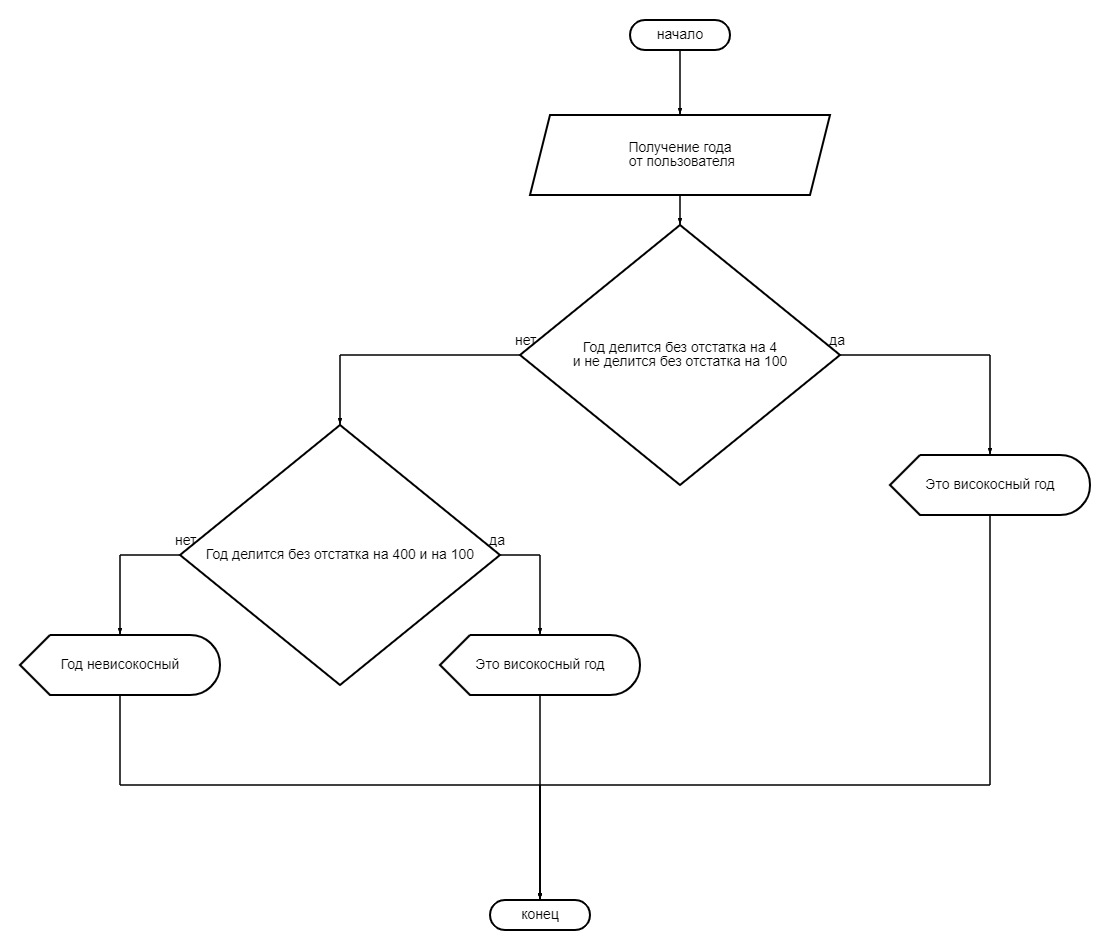 начало
Получение года
от пользователя
нет
да
Год делится без отстатка на 4
и не делится без отстатка на 100
Это високосный год
нет
да
Год делится без отстатка на 400 и на 100
Год невисокосный
Это високосный год
конец